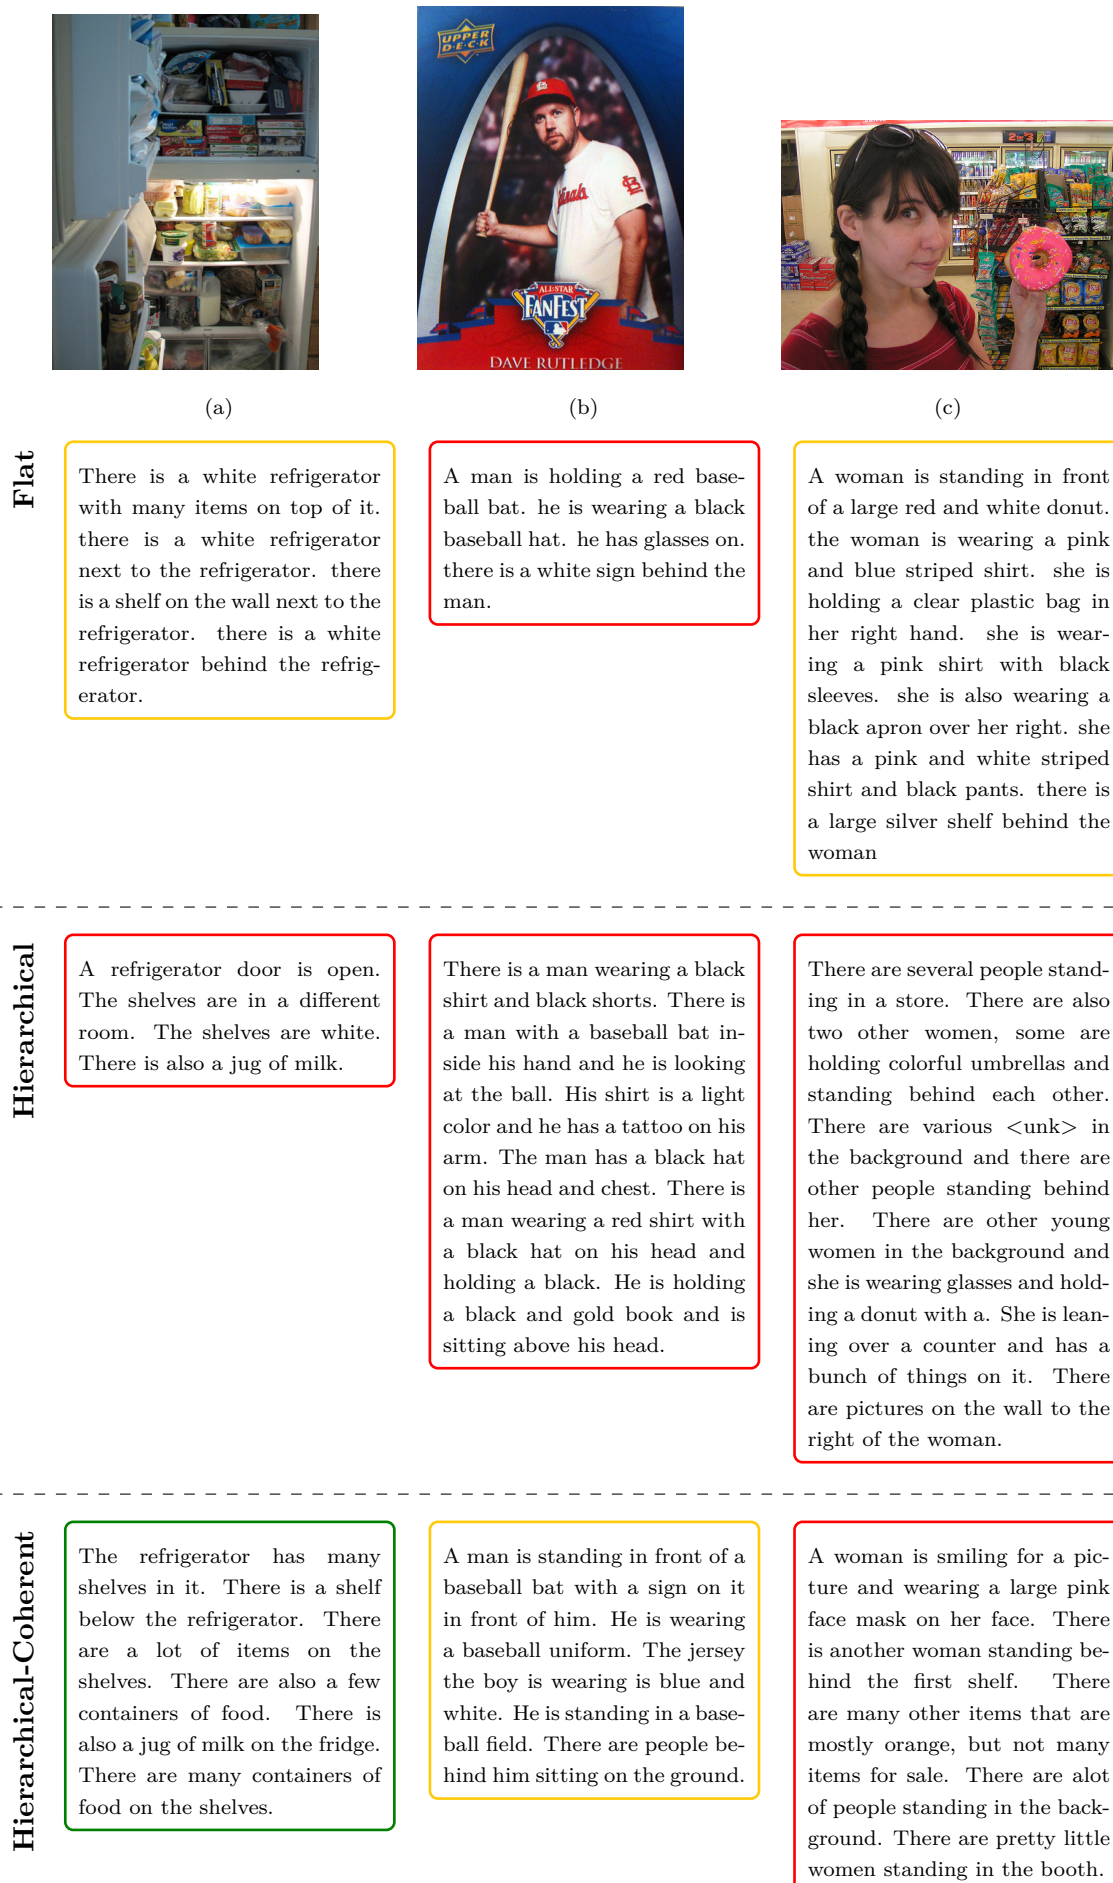 UPPER
D·E·C·K
Cardinals
ALL·STAR
FANFEST
DAVE RUTLEDGE
(a)
(b)
(c)
Flat
There is a white refrigerator
with many items on top of it.
there is a white refrigerator
next to the refrigerator. there
is a shelf on the wall next to the
refrigerator. there is a white
refrigerator behind the refrig-
erator.
A man is holding a red base-
ball bat. he is wearing a black
baseball hat. he has glasses on.
there is a white sign behind the
man.
A woman is standing in front
of a large red and white donut.
the woman is wearing a pink
and blue striped shirt. she is
holding a clear plastic bag in
her right hand. she is wear-
ing a pink shirt with black
sleeves. she is also wearing a
black apron over her right. she
has a pink and white striped
shirt and black pants. there is
a large silver shelf behind the
woman
Hierarchical
A refrigerator door is open.
The shelves are in a different
room. The shelves are white.
There is also a jug of milk.
There is a man wearing a black
shirt and black shorts. There is
a man with a baseball bat in-
side his hand and he is looking
at the ball. His shirt is a light
color and he has a tattoo on his
arm. The man has a black hat
on his head and chest. There is
a man wearing a red shirt with
a black hat on his head and
holding a black. He is holding
a black and gold book and is
sitting above his head.
There are several people stand-
ing in a store. There are also
two other women, some are
holding colorful umbrellas and
standing behind each other.
There are various <unk> in
the background and there are
other people standing behind
her. There are other young
women in the background and
she is wearing glasses and hold-
ing a donut with a. She is lean-
ing over a counter and has a
bunch of things on it. There
are pictures on the wall to the
right of the woman.
Hierarchical-Coherent
The refrigerator has many
shelves in it. There is a shelf
below the refrigerator. There
are a lot of items on the
shelves. There are also a few
containers of food. There is
also a jug of milk on the fridge.
There are many containers of
food on the shelves.
A man is standing in front of a
baseball bat with a sign on it
in front of him. He is wearing
a baseball uniform. The jersey
the boy is wearing is blue and
white. He is standing in a base-
ball field. There are people be-
hind him sitting on the ground.
A woman is smiling for a pic-
ture and wearing a large pink
face mask on her face. There
is another woman standing be-
hind the first shelf. There
are many other items that are
mostly orange, but not many
items for sale. There are alot
of people standing in the back-
ground. There are pretty little
women standing in the booth.